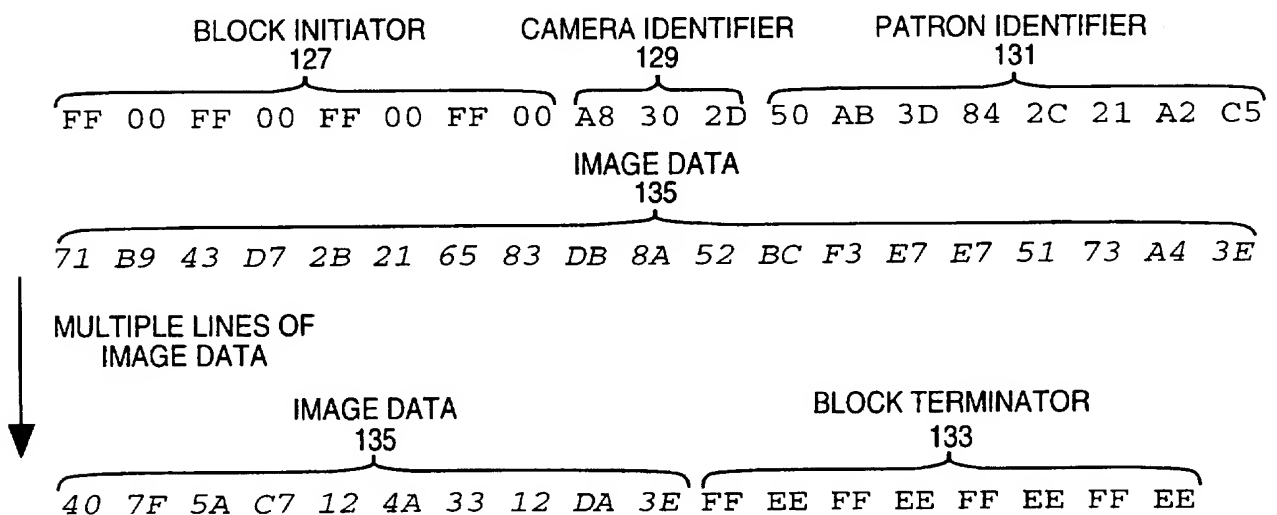 BLOCK INITIATOR CAMERA IDENTIFIER PATRON IDENTIFIER
127 129 131
FF 00 FF 00 FF 00 FF 00 A8 30 2D 50 AB 3D 84 2C 21 A2 C5
IMAGE DATA
135
71 B9 43 D7 2B 21 65 83 DB 8A 52 BC F3 E7 E7 51 73 A4 3E
MULTIPLE LINES OF
IMAGE DATA
IMAGE DATA BLOCK TERMINATOR
135 133
40 7F 5A C7 12 4A 33 12 DA 3E FF EE FF EE FF EE FF EE